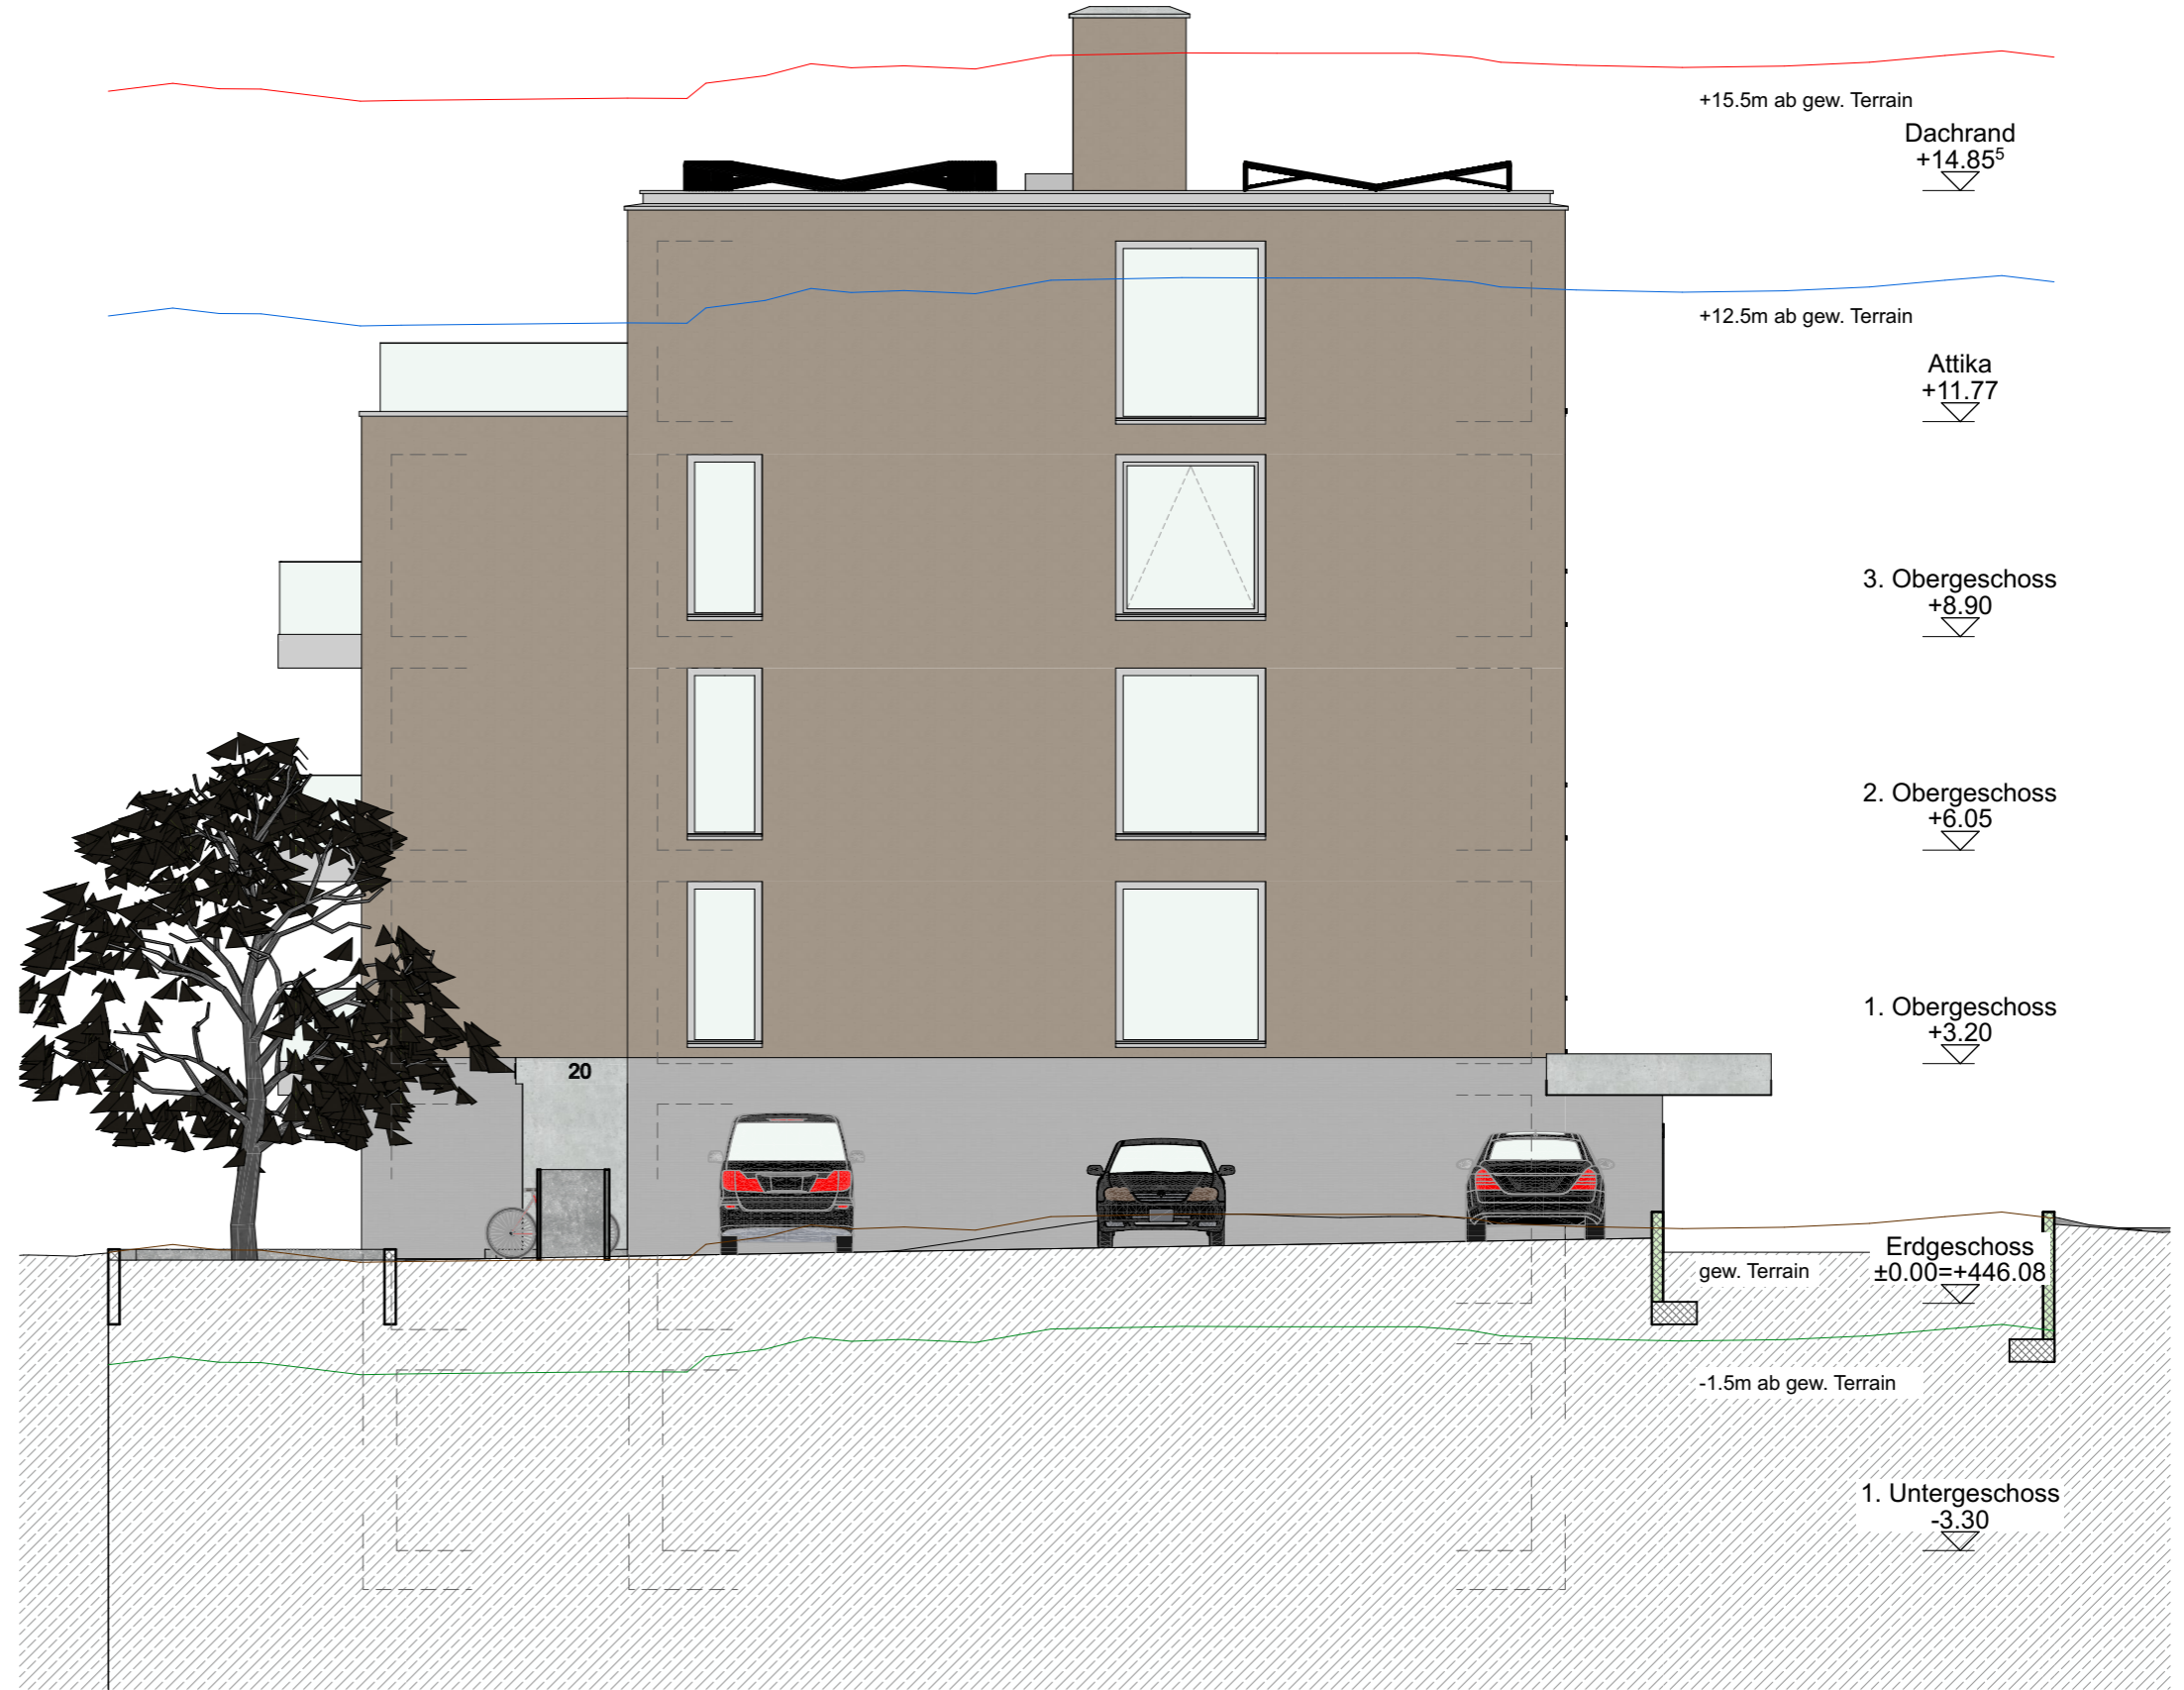 +15.5m ab gew. Terrain
Dachrand
+14.85⁵
+12.5m ab gew. Terrain
Attika
+11.77
3. Obergeschoss
+8.90
2. Obergeschoss
+6.05
1. Obergeschoss
+3.20
20
Erdgeschoss
±0.00=+446.08
gew. Terrain
-1.5m ab gew. Terrain
1. Untergeschoss
-3.30